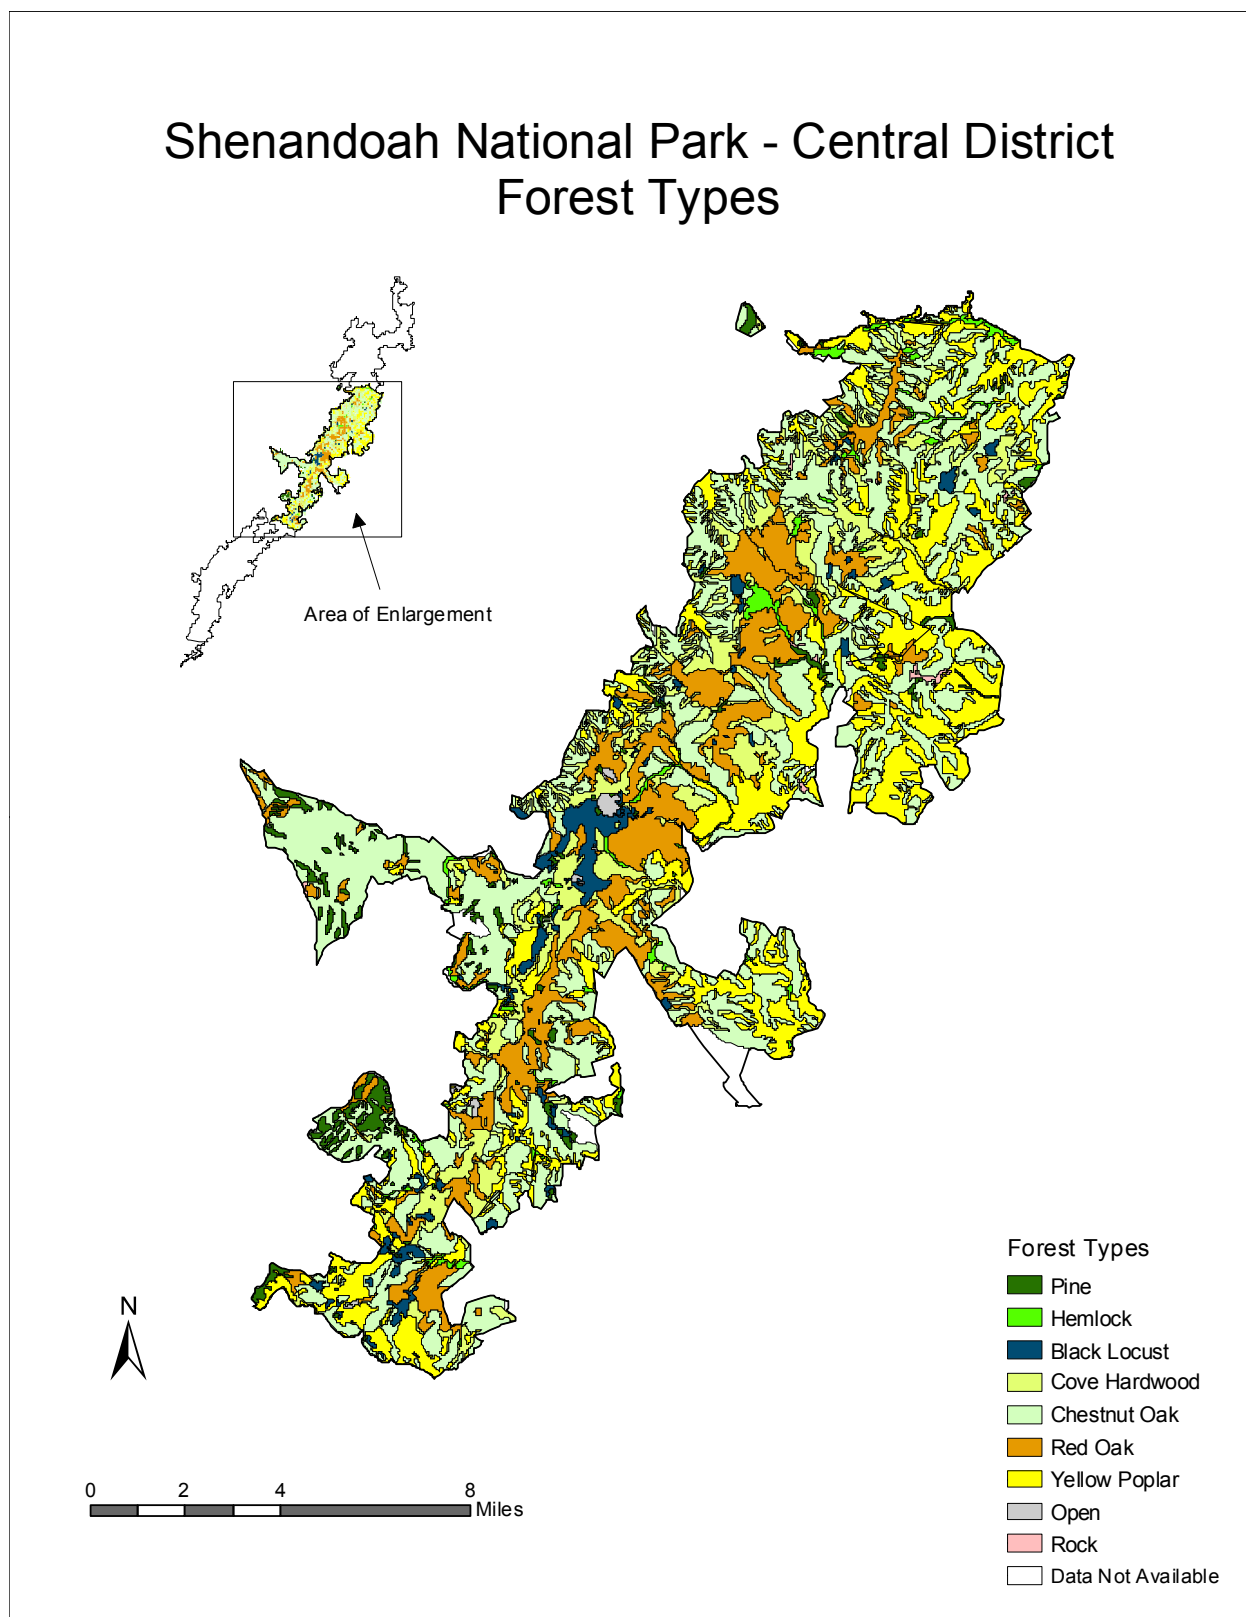 Shenandoah National Park - Central District
Forest Types
Area of Enlargement
Forest Types
Pine
Hemlock
Black Locust
Cove Hardwood
Chestnut Oak
Red Oak
Yellow Poplar
Open
Rock
Data Not Available
N
0 2 4 8
Miles